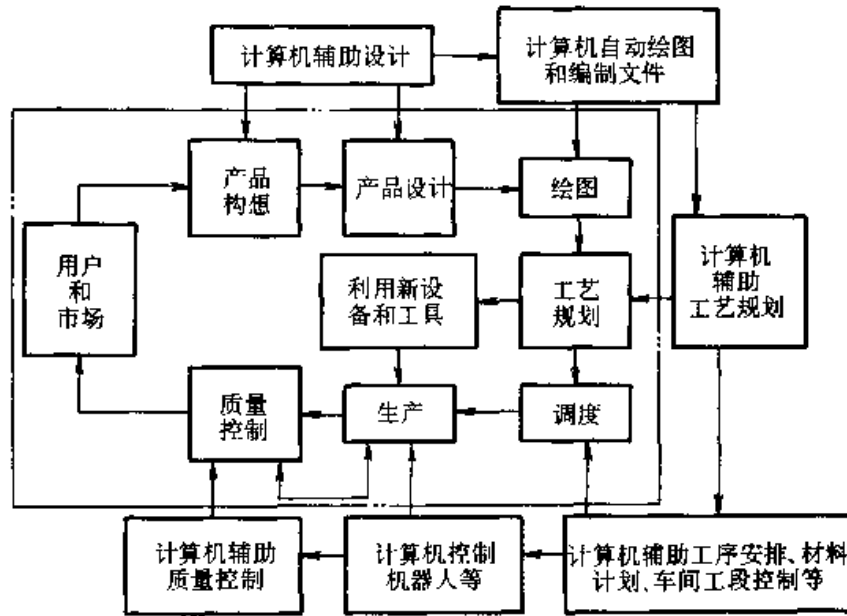 计算机辅助设计
计算机自动绘图
和编制文件
产品
构想
产品设计
绘图
用户
和
市场
利用新设
备和工具
工艺
规划
计算机
辅助
工艺规划
质量
控制
生产
调度
计算机辅助
质量控制
计算机控制
机器人等
计算机辅助工序安排、材料
计划、车间工段控制等